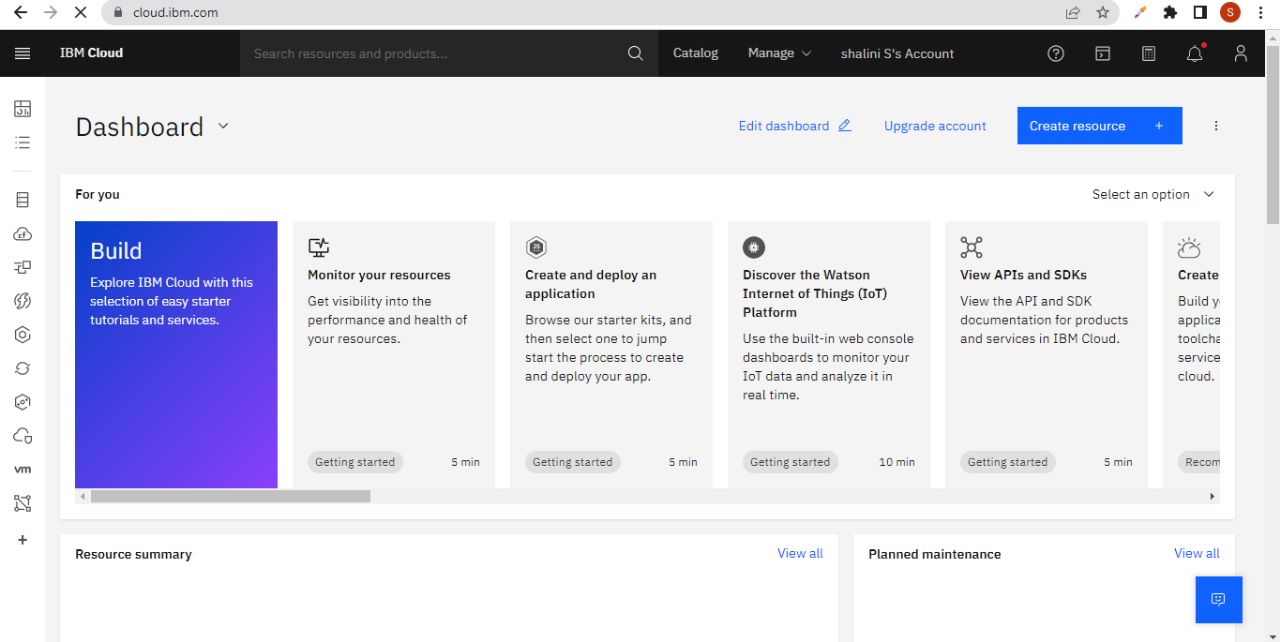 cloud.ibm.com
S
IBM Cloud
Search resources and products...
Catalog
Manage
shalini S's Account
Dashboard
Edit dashboard
Upgrade account
Create resource +
For you
Select an option
Build
Explore IBM Cloud with this
selection of easy starter
tutorials and services.
Monitor your resources
Get visibility into the
performance and health of
your resources.
Getting started
5 min
JS
Create and deploy an
application
Browse our starter kits, and
then select one to jump
start the process to create
and deploy your app.
Getting started
5 min
Discover the Watson
Internet of Things (IoT)
Platform
Use the built-in web console
dashboards to monitor your
IoT data and analyze it in
real time.
Getting started
10 min
View APIs and SDKs
View the API and SDK
documentation for products
and services in IBM Cloud.
Getting started
5 min
Create
Build y
applica
toolcha
service
cloud.
Recom
cf
vm
+
Resource summary
View all
Planned maintenance
View all